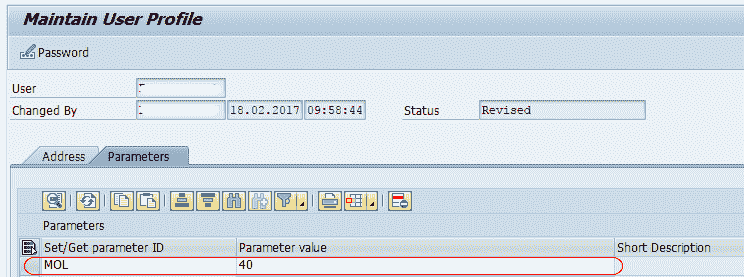 Maintain User Profile
Password
User
Changed By 18.02.2017 09:58:44 Status Revised
Address Parameters
Parameters
Set/Get parameter ID Parameter value Short Description
MOL 40